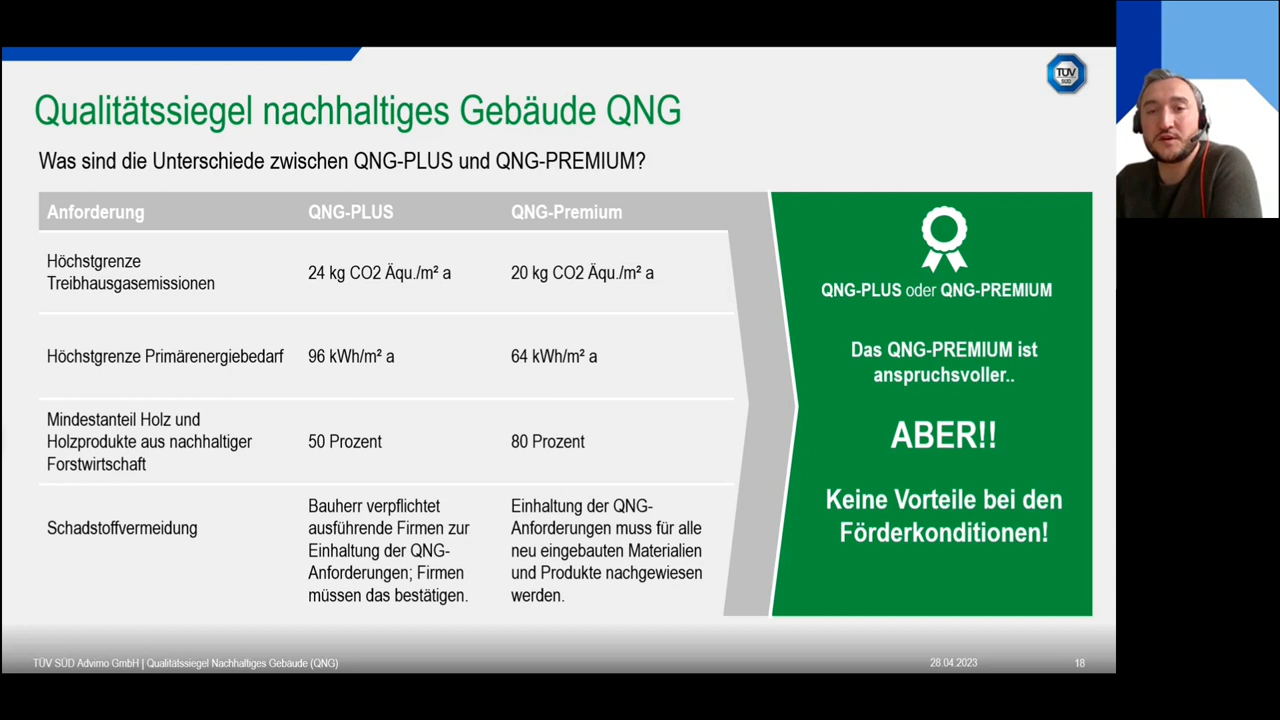 TÜV
SÜD
Qualitätssiegel nachhaltiges Gebäude QNG
Was sind die Unterschiede zwischen QNG-PLUS und QNG-PREMIUM?
Anforderung QNG-PLUS QNG-Premium
Höchstgrenze
Treibhausgasemissionen
24 kg CO2 Äqu./m² a
20 kg CO2 Äqu./m² a
Höchstgrenze Primärenergiebedarf
96 kWh/m² a
64 kWh/m² a
Mindestanteil Holz und
Holzprodukte aus nachhaltiger
Forstwirtschaft
50 Prozent
80 Prozent
Schadstoffvermeidung
Bauherr verpflichtet
ausführende Firmen zur
Einhaltung der QNG-
Anforderungen; Firmen
müssen das bestätigen.
Einhaltung der QNG-
Anforderungen muss für alle
neu eingebauten Materialien
und Produkte nachgewiesen
werden.
QNG-PLUS oder QNG-PREMIUM
Das QNG-PREMIUM ist
anspruchsvoller..
ABER!!
Keine Vorteile bei den
Förderkonditionen!
TÜV SÜD Advimo GmbH | Qualitätssiegel Nachhaltiges Gebäude (QNG)
28.04.2023
18